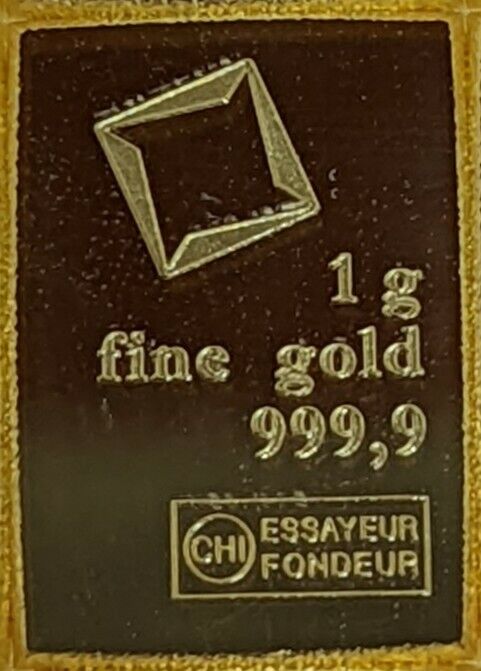 1 g
fine gold
999,9
CHI ESSAYEUR
FONDEUR